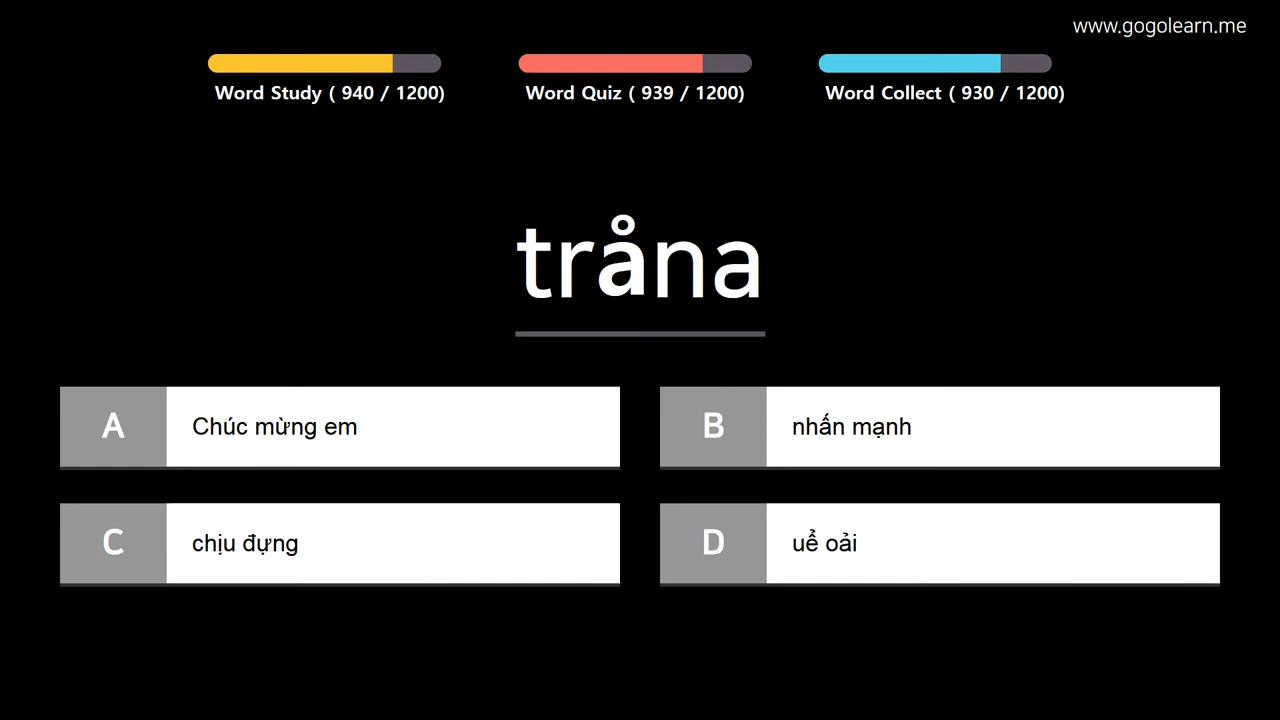 www.gogolearn.me
Word Study ( 940 / 1200)
Word Quiz ( 939 / 1200)
Word Collect ( 930 / 1200)
tråna
A Chúc mừng em
B nhấn mạnh
C chịu đựng
D uể oải